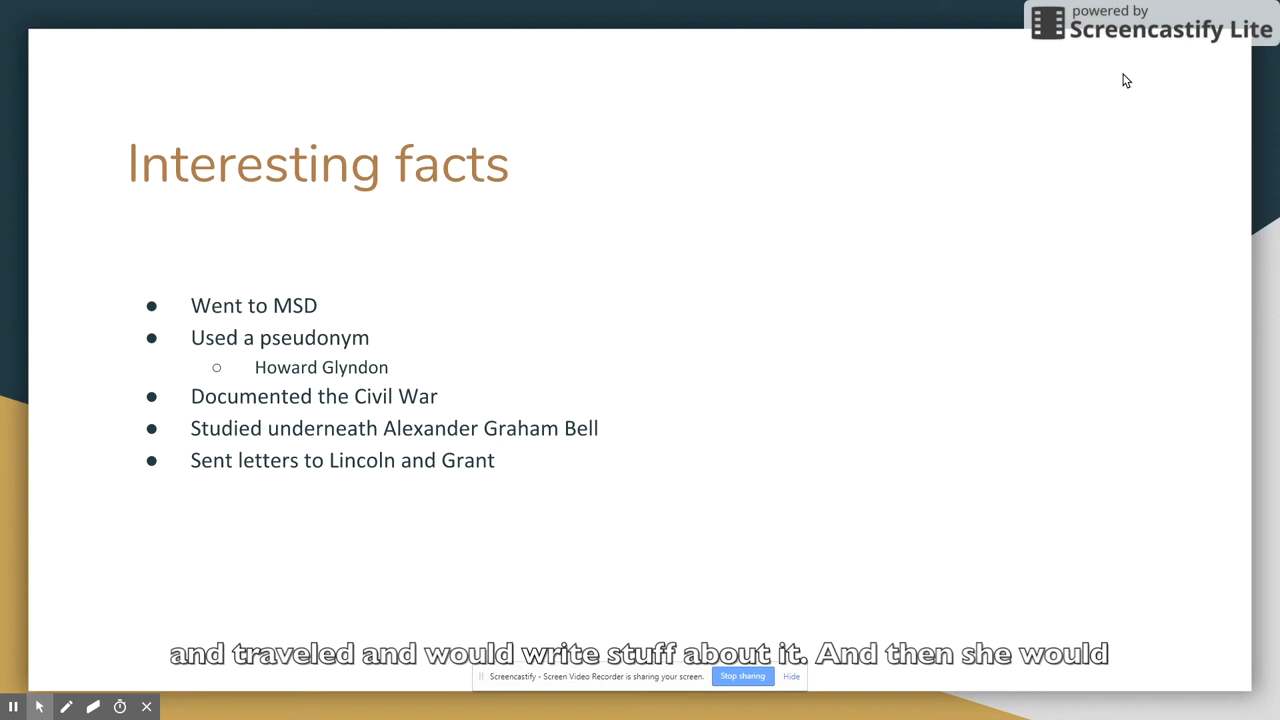 powered by
Screencastify Lite
Interesting facts
● Went to MSD
● Used a pseudonym
○ Howard Glyndon
● Documented the Civil War
● Studied underneath Alexander Graham Bell
● Sent letters to Lincoln and Grant
and traveled and would write stuff about it. And then she would
Screencastify - Screen Video Recorder is sharing your screen. Stop sharing Hide